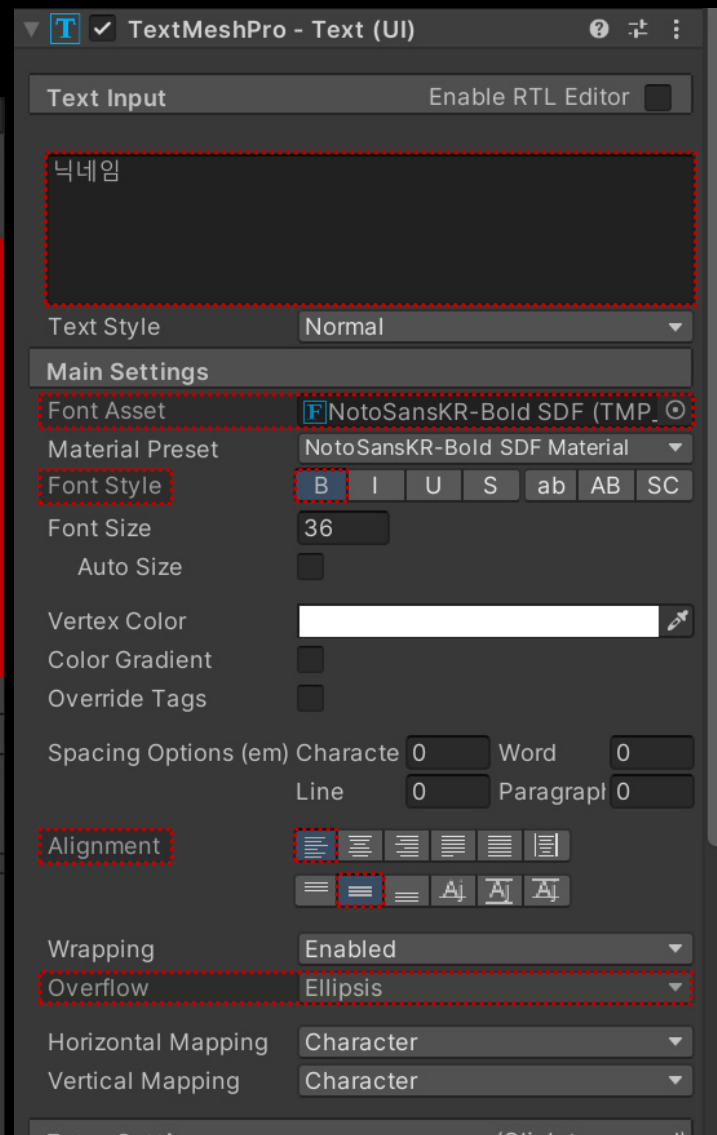 TextMeshPro - Text (UI)
Text Input Enable RTL Editor
닉네임
Text Style Normal
Main Settings
Font Asset NotoSansKR-Bold SDF (TMP_
Material Preset NotoSansKR-Bold SDF Material
Font Style B I U S ab AB SC
Font Size 36
Auto Size
Vertex Color
Color Gradient
Override Tags
Spacing Options (em) Characte 0 Word 0
Line 0 Paragraph 0
Alignment
Wrapping Enabled
Overflow Ellipsis
Horizontal Mapping Character
Vertical Mapping Character